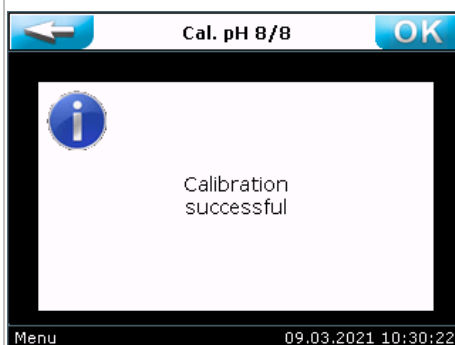 Cal. pH 8/8 OK
i
Calibration
successful
Menu 09.03.2021 10:30:22